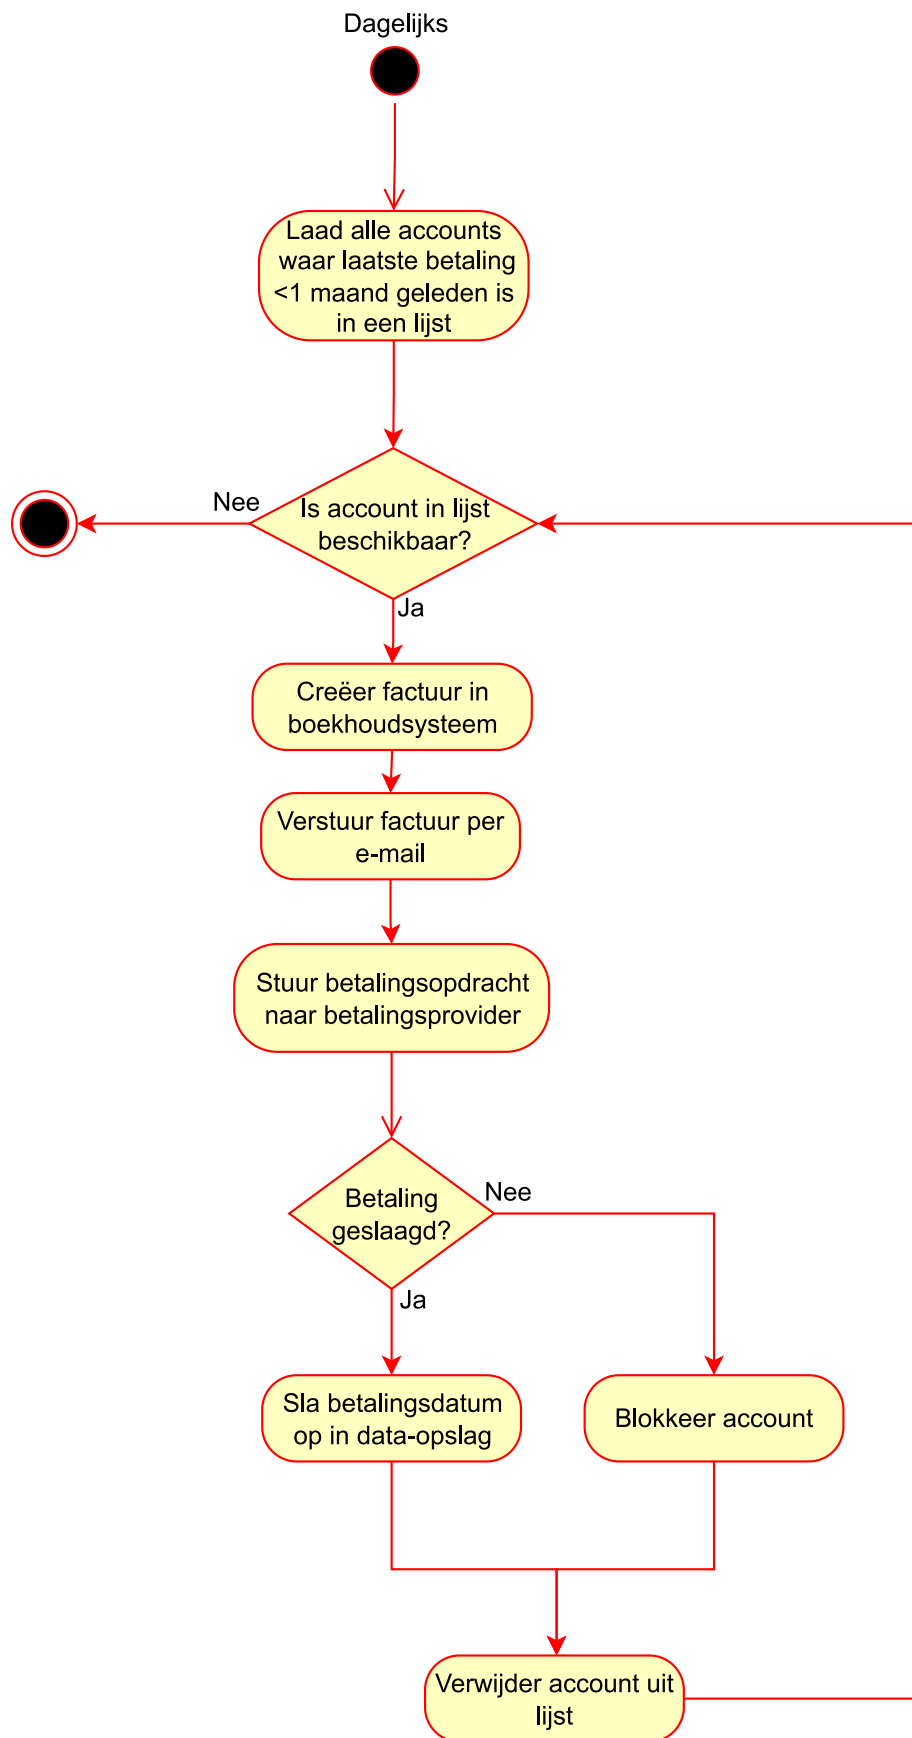 Dagelijks
Laad alle accounts
waar laatste betaling
<1 maand geleden is
in een lijst
Nee
Is account in lijst
beschikbaar?
Ja
Creëer factuur in
boekhoudsysteem
Verstuur factuur per
e-mail
Stuur betalingsopdracht
naar betalingsprovider
Betaling
geslaagd?
Nee
Ja
Sla betalingsdatum
op in data-opslag
Blokkeer account
Verwijder account uit
lijst